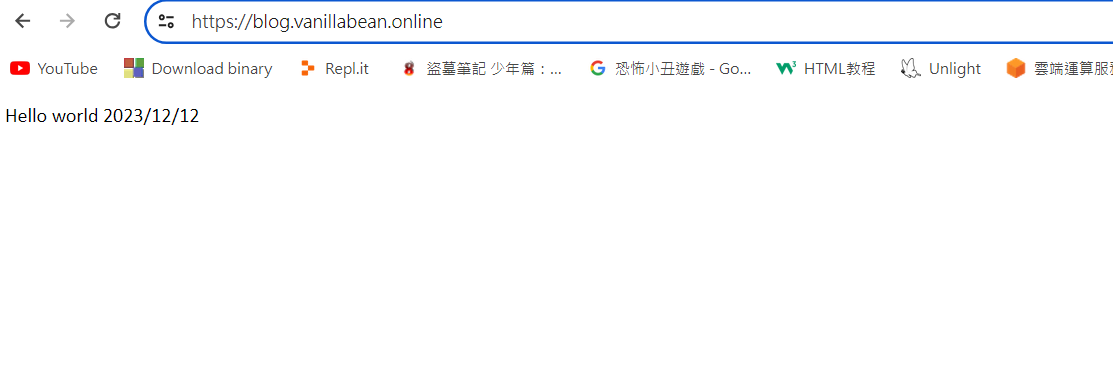 https://blog.vanillabean.online
YouTube Download binary Repl.it 盜墓筆記 少年篇：... 恐怖小丑遊戲 - Go... HTML教程 Unlight 雲端運算服
Hello world 2023/12/12